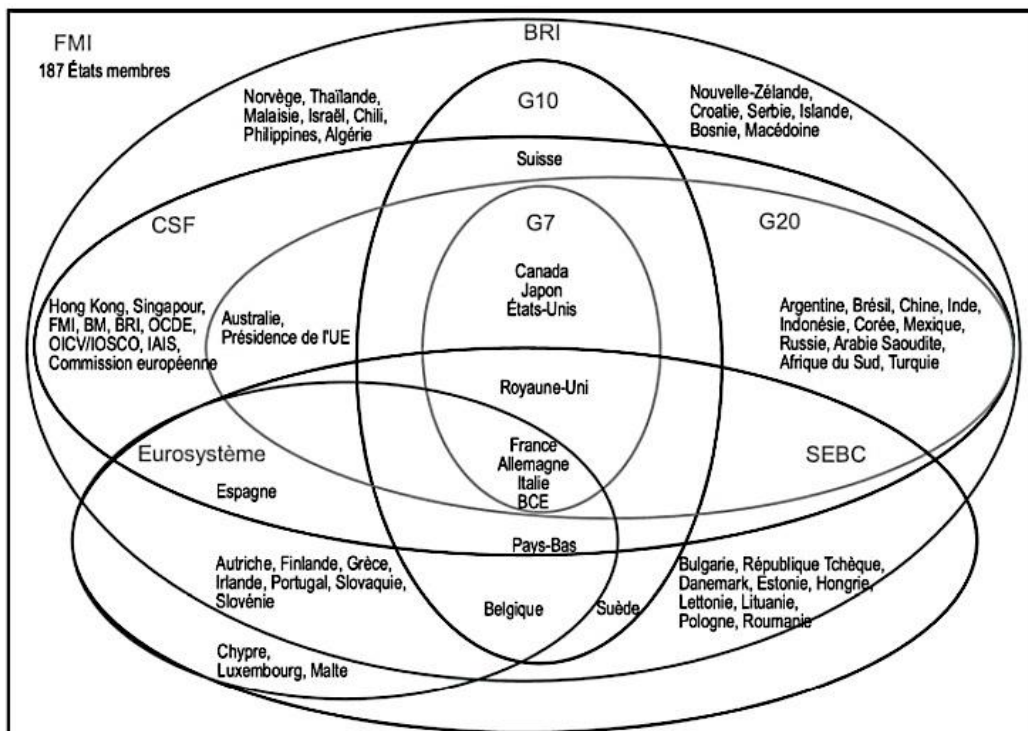 FMI
187 États membres
BRI
Norvège, Thaïlande,
Malaisie, Israël, Chili,
Philippines, Algérie
G10
Nouvelle-Zélande,
Croatie, Serbie, Islande,
Bosnie, Macédoine
Suisse
CSF
G7
G20
Canada
Japon
États-Unis
Hong Kong, Singapour,
FMI, BM, BRI, OCDE,
OICV/IOSCO, IAIS,
Commission européenne
Australie,
Présidence de l'UE
Argentine, Brésil, Chine, Inde,
Indonésie, Corée, Mexique,
Russie, Arabie Saoudite,
Afrique du Sud, Turquie
Royaune-Uni
Eurosystème
France
Allemagne
Italie
BCE
SEBC
Espagne
Pays-Bas
Autriche, Finlande, Grèce,
Irlande, Portugal, Slovaquie,
Slovénie
Bulgarie, République Tchèque,
Danemark, Estonie, Hongrie,
Lettonie, Lituanie,
Pologne, Roumanie
Belgique
Suède
Chypre,
Luxembourg, Malte